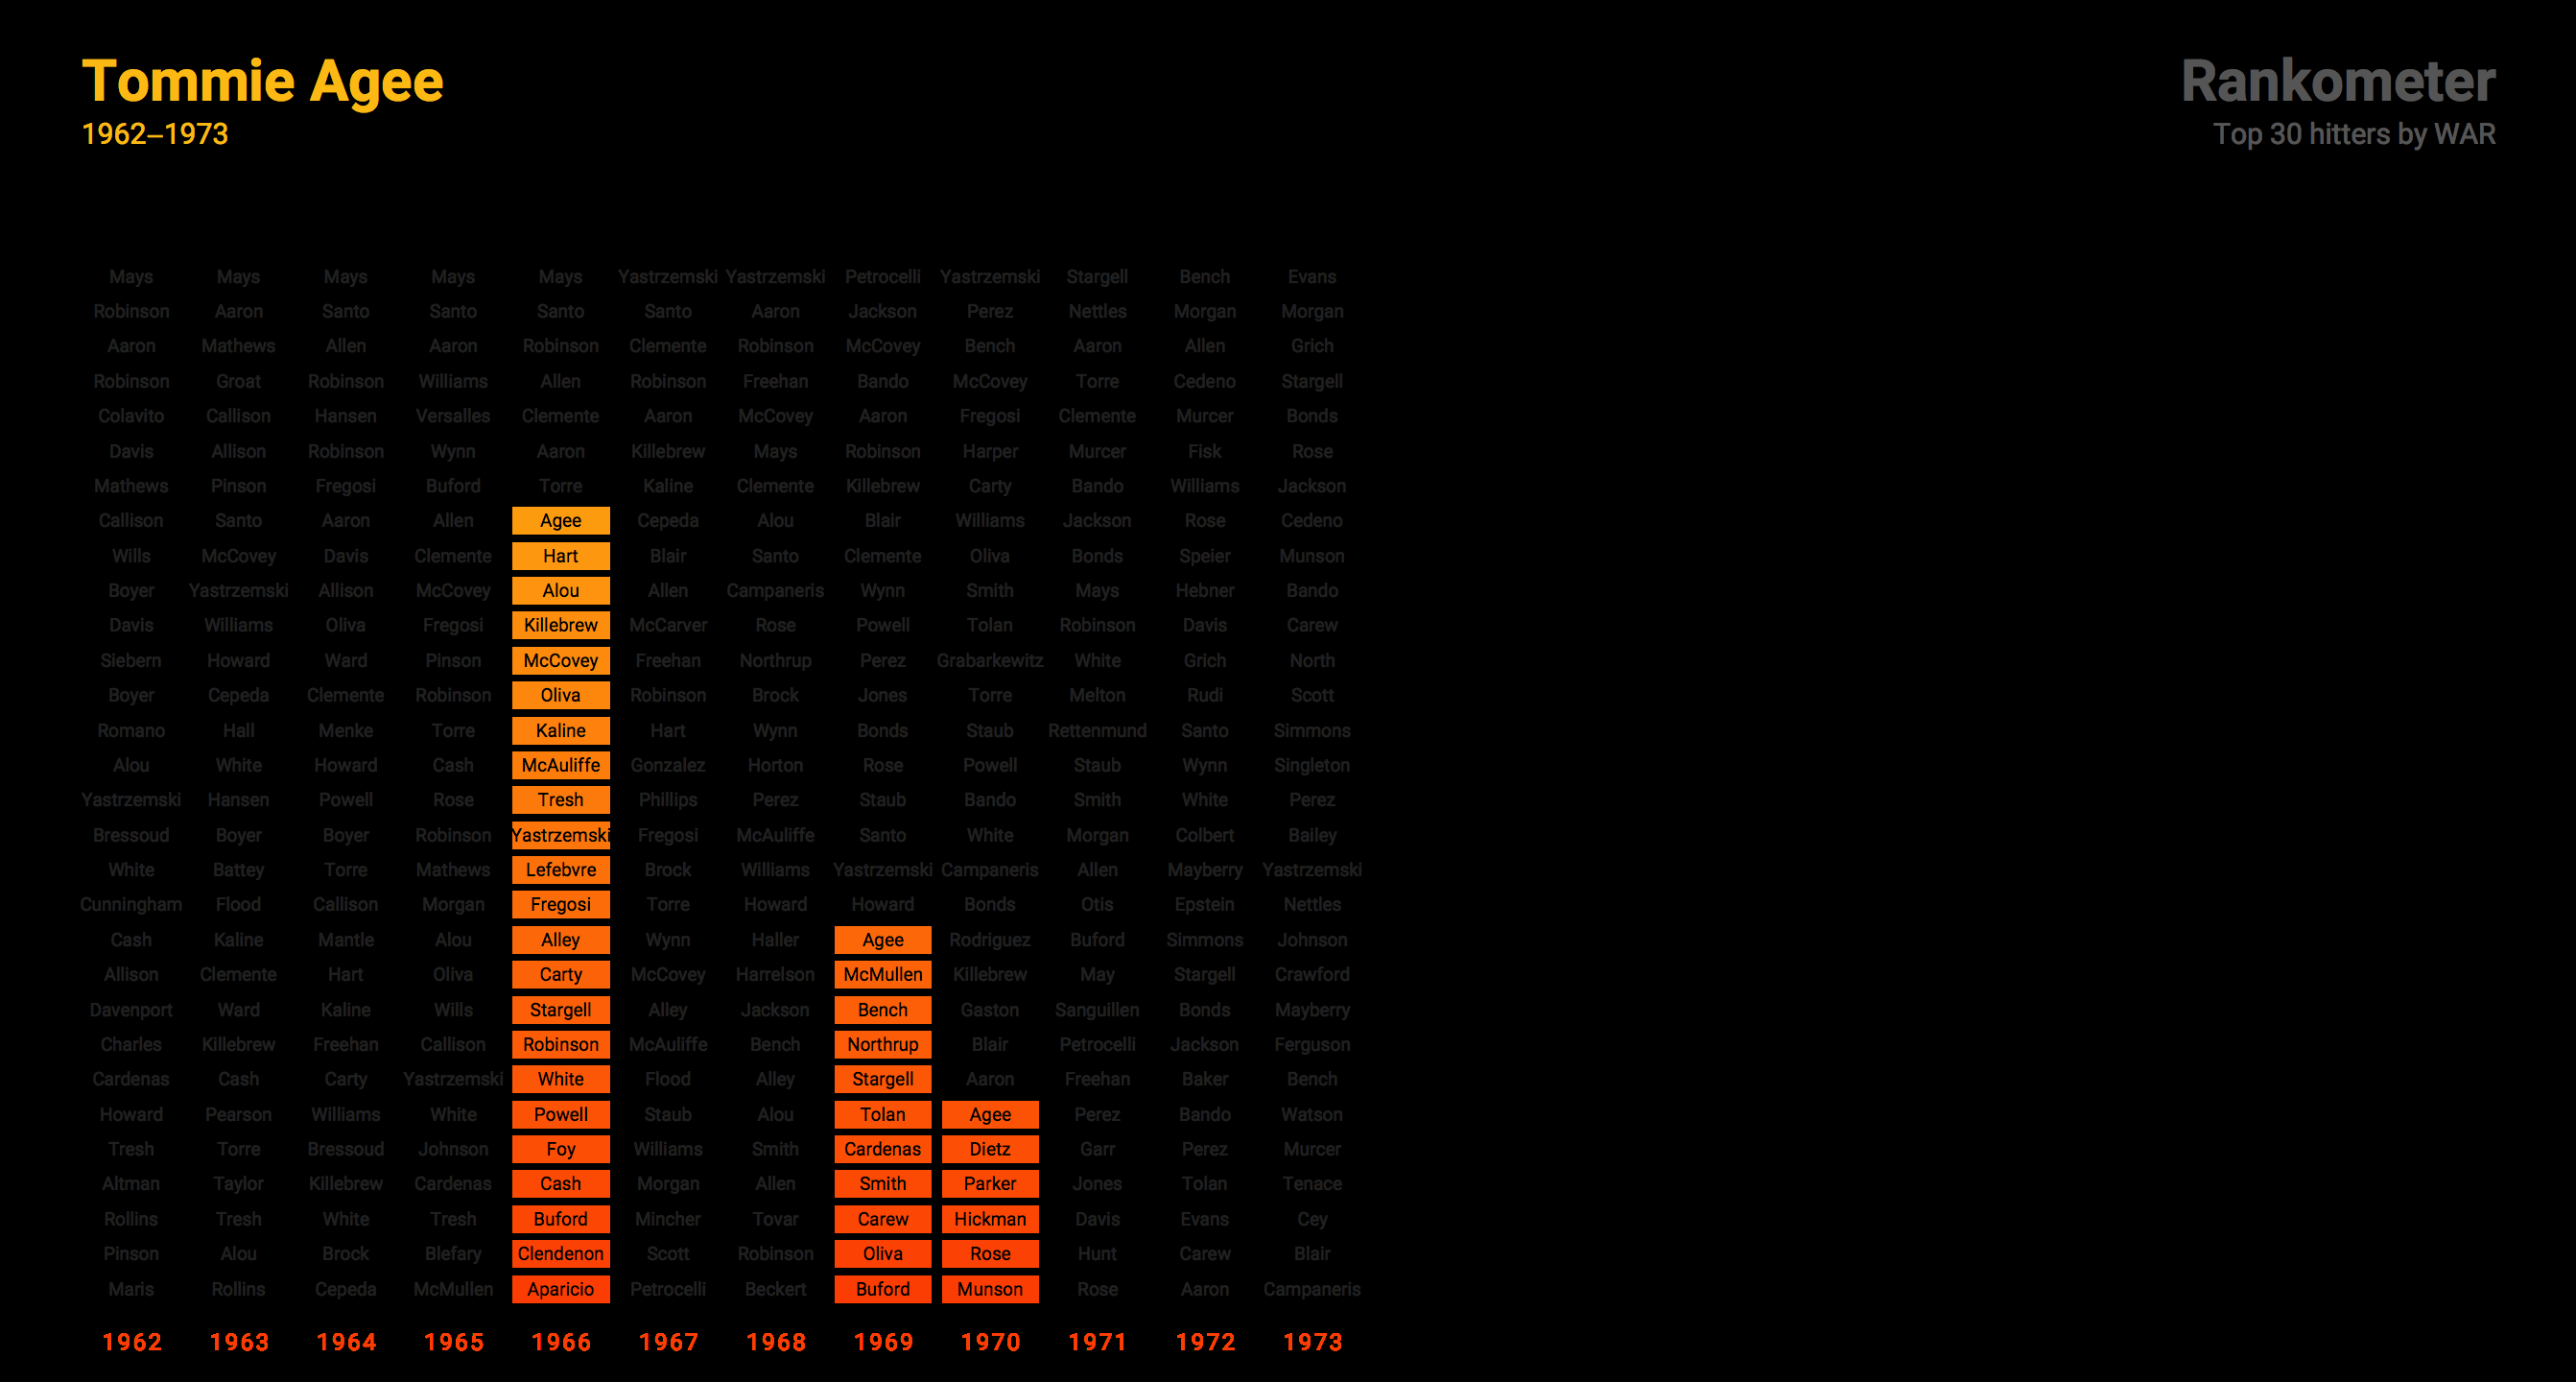 Tommie Agee
1962–1973
Rankometer
Top 30 hitters by WAR
Mays Mays Mays Mays Mays Yastrzemski Yastrzemski Petrocelli Yastrzemski Stargell Bench Evans
Robinson Aaron Santo Santo Santo Santo Aaron Jackson Perez Nettles Morgan Morgan
Aaron Mathews Allen Aaron Robinson Clemente Robinson McCovey Bench Aaron Allen Grich
Robinson Groat Robinson Williams Allen Robinson Freehan Bando McCovey Torre Cedeno Stargell
Colavito Callison Hansen Versalles Clemente Aaron McCovey Aaron Fregosi Clemente Murcer Bonds
Davis Allison Robinson Wynn Aaron Killebrew Mays Robinson Harper Murcer Fisk Rose
Mathews Pinson Fregosi Buford Torre Kaline Clemente Killebrew Carty Bando Williams Jackson
Callison Santo Aaron Allen Agee Cepeda Alou Blair Williams Jackson Rose Cedeno
Wills McCovey Davis Clemente Hart Blair Santo Clemente Oliva Bonds Speier Munson
Boyer Yastrzemski Allison McCovey Alou Allen Campaneris Wynn Smith Mays Hebner Bando
Davis Williams Oliva Fregosi Killebrew McCarver Rose Powell Tolan Robinson Davis Carew
Siebern Howard Ward Pinson McCovey Freehan Northrup Perez Grabarkewitz White Grich North
Boyer Cepeda Clemente Robinson Oliva Robinson Brock Jones Torre Melton Rudi Scott
Romano Hall Menke Torre Kaline Hart Wynn Bonds Staub Rettenmund Santo Simmons
Alou White Howard Cash McAuliffe Gonzalez Horton Rose Powell Staub Wynn Singleton
Yastrzemski Hansen Powell Rose Tresh Phillips Perez Staub Bando Smith White Perez
Bressoud Boyer Boyer Robinson Yastrzemski Fregosi McAuliffe Santo White Morgan Colbert Bailey
White Battey Torre Mathews Lefebvre Brock Williams Yastrzemski Campaneris Allen Mayberry Yastrzemski
Cunningham Flood Callison Morgan Fregosi Torre Howard Howard Bonds Otis Epstein Nettles
Cash Kaline Mantle Alou Alley Wynn Haller Agee Rodriguez Buford Simmons Johnson
Allison Clemente Hart Oliva Carty McCovey Harrelson McMullen Killebrew May Stargell Crawford
Davenport Ward Kaline Wills Stargell Alley Jackson Bench Gaston Sanguillen Bonds Mayberry
Charles Killebrew Freehan Callison Robinson McAuliffe Bench Northrup Blair Petrocelli Jackson Ferguson
Cardenas Cash Carty Yastrzemski White Flood Alley Stargell Aaron Freehan Baker Bench
Howard Pearson Williams White Powell Staub Alou Tolan Agee Perez Bando Watson
Tresh Torre Bressoud Johnson Foy Williams Smith Cardenas Dietz Garr Perez Murcer
Altman Taylor Killebrew Cardenas Cash Morgan Allen Smith Parker Jones Tolan Tenace
Rollins Tresh White Tresh Buford Mincher Tovar Carew Hickman Davis Evans Cey
Pinson Alou Brock Blefary Clendenon Scott Robinson Oliva Rose Hunt Carew Blair
Maris Rollins Cepeda McMullen Aparicio Petrocelli Beckert Buford Munson Rose Aaron Campaneris
1962 1963 1964 1965 1966 1967 1968 1969 1970 1971 1972 1973